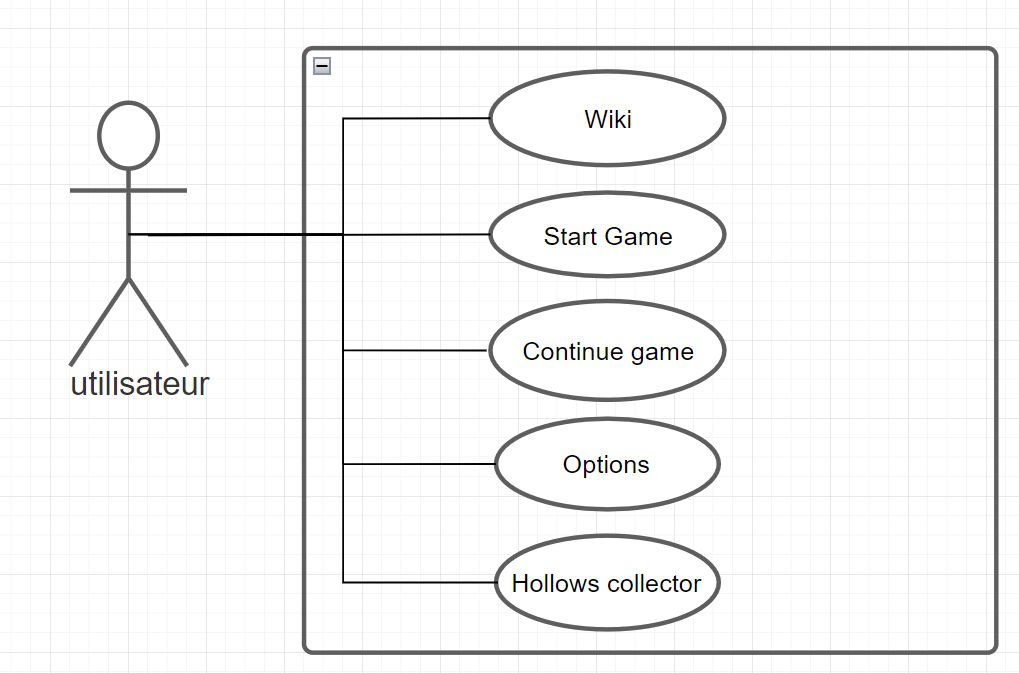 Wiki
Start Game
Continue game
utilisateur
Options
Hollows collector